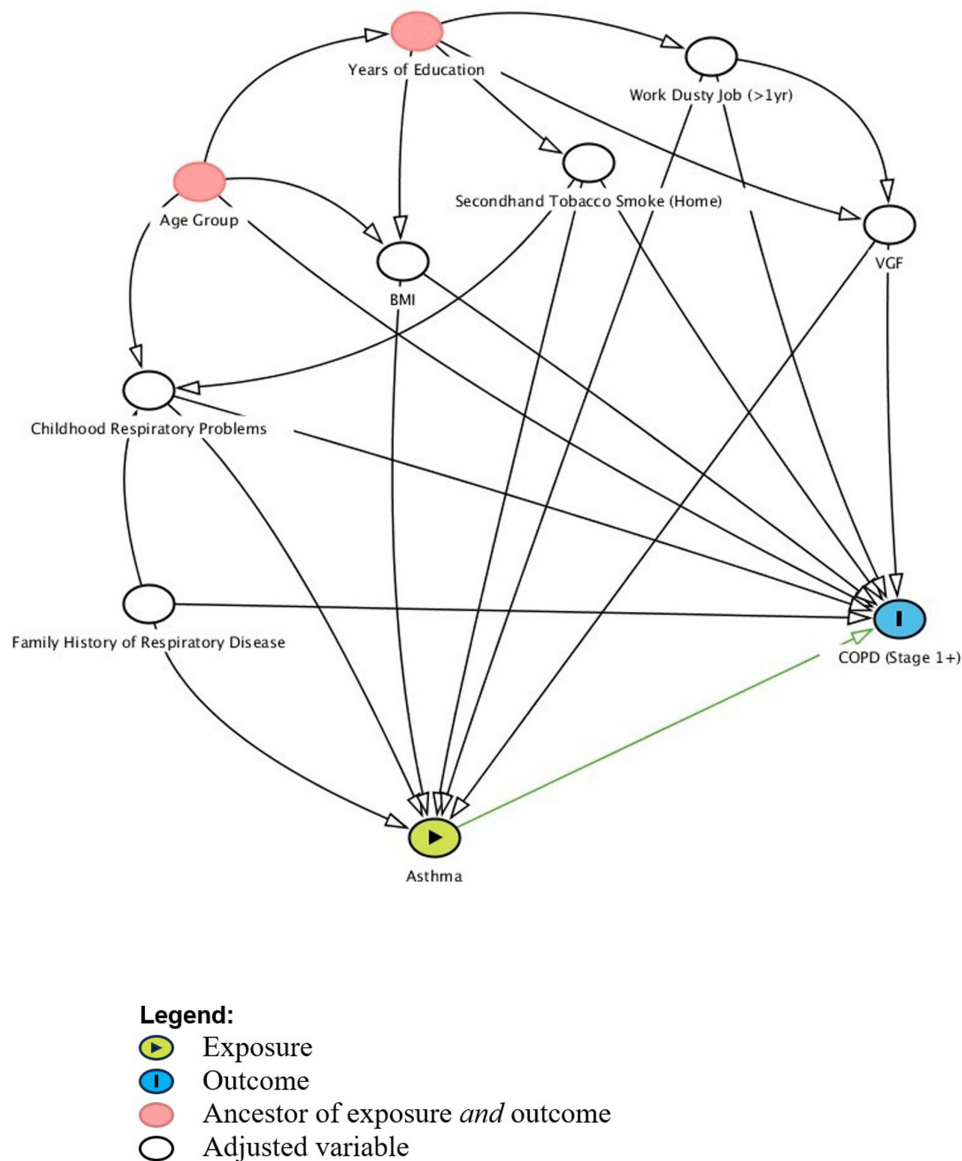 Years of Education
Work Dusty Job (>1yr)
Secondhand Tobacco Smoke (Home)
Age Group
VGF
BMI
Childhood Respiratory Problems
Family History of Respiratory Disease
COPD (Stage 1+)
Asthma
Legend:
Exposure
Outcome
Ancestor of exposure and outcome
Adjusted variable